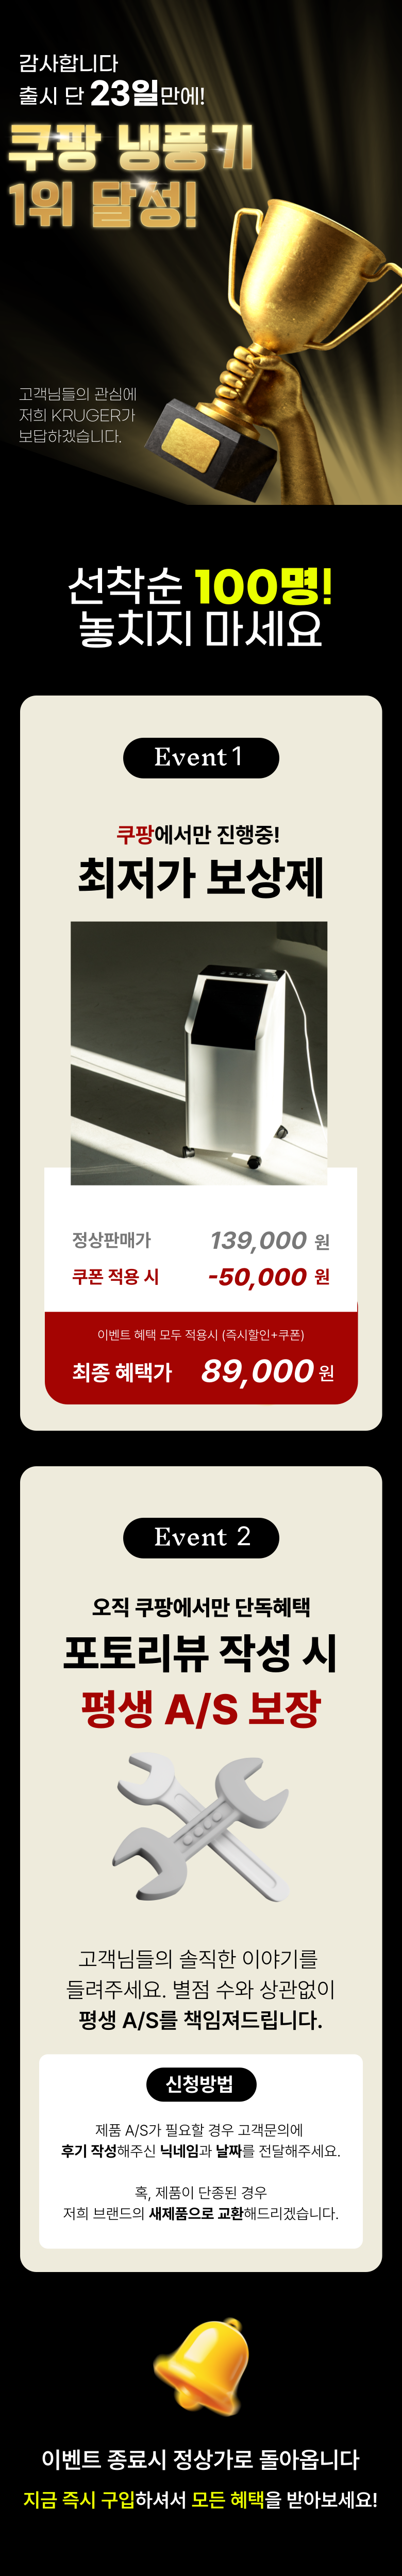 감사합니다
출시 단 23일만에!
쿠팡 냉풍기
1위 달성!
고객님들의 관심에
저희 KRUGER가
보답하겠습니다.
선착순 100명!
놓치지 마세요
Event 1
쿠팡에서만 진행중!
최저가 보상제
정상판매가 139,000 원
쿠폰 적용 시 -50,000 원
이벤트 혜택 모두 적용시 (즉시할인+쿠폰)
최종 혜택가 89,000 원
Event 2
오직 쿠팡에서만 단독혜택
포토리뷰 작성 시
평생 A/S 보장
고객님들의 솔직한 이야기를
들려주세요. 별점 수와 상관없이
평생 A/S를 책임져드립니다.
신청방법
제품 A/S가 필요할 경우 고객문의에
후기 작성해주신 닉네임과 날짜를 전달해주세요.
혹, 제품이 단종된 경우
저희 브랜드의 새제품으로 교환해드리겠습니다.
이벤트 종료시 정상가로 돌아옵니다
지금 즉시 구입하셔서 모든 혜택을 받아보세요!